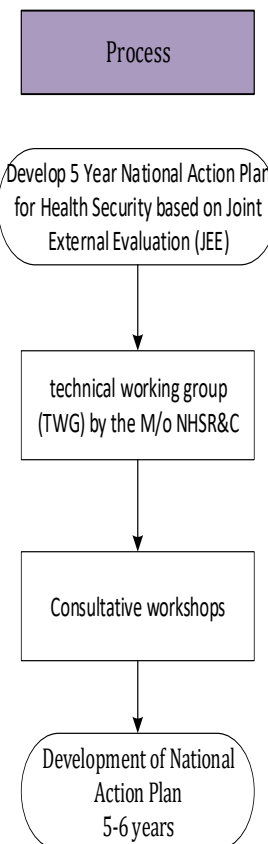 Process
Develop 5 Year National Action Plan
for Health Security based on Joint
External Evaluation (JEE)
technical working group
(TWG) by the M/o NHSR&C
Consultative workshops
Development of National
Action Plan
5-6 years